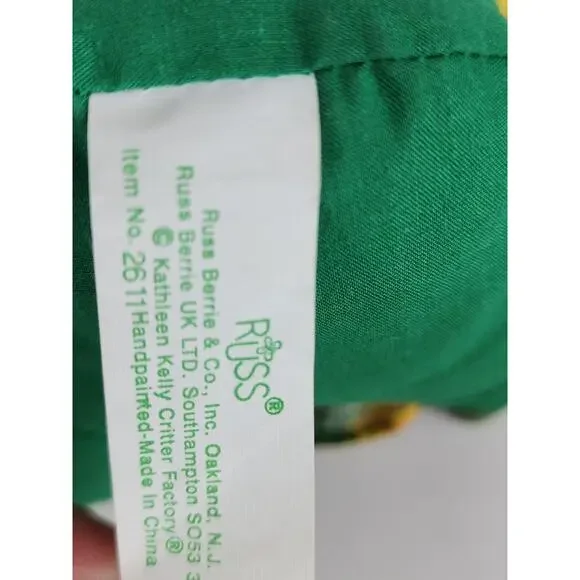 RUSS®
Russ Berrie & Co., Inc. Oakland, N.J.
Russ Berrie UK LTD. Southampton SO53 3
© Kathleen Kelly Critter Factory®
Item No. 2611 Handpainted-Made In China